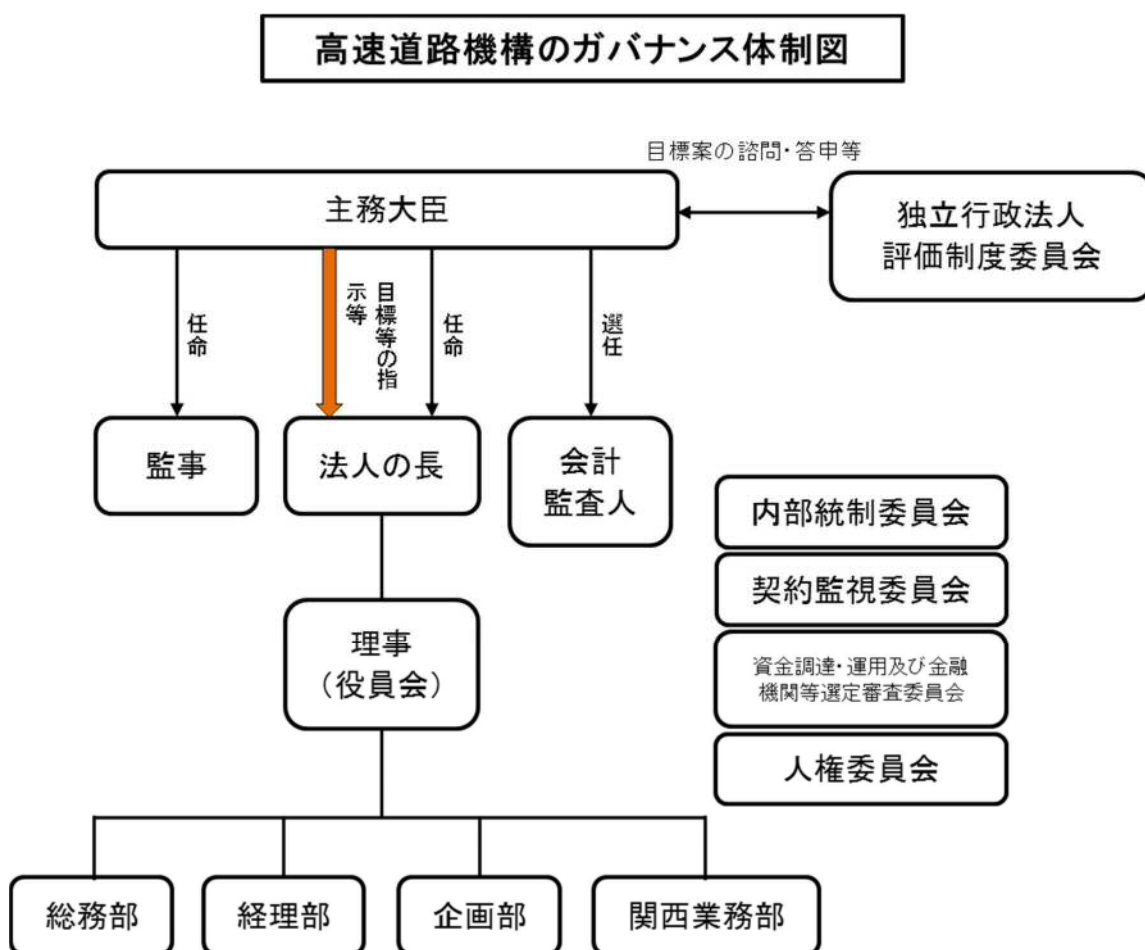 高速道路機構のガバナンス体制図
目標案の諮問・答申等
主務大臣
独立行政法人
評価制度委員会
任命
目標等の指
示等
任命
選任
監事
法人の長
会計
監査人
内部統制委員会
契約監視委員会
資金調達・運用及び金融
機関等選定審査委員会
人権委員会
理事
（役員会）
総務部
経理部
企画部
関西業務部